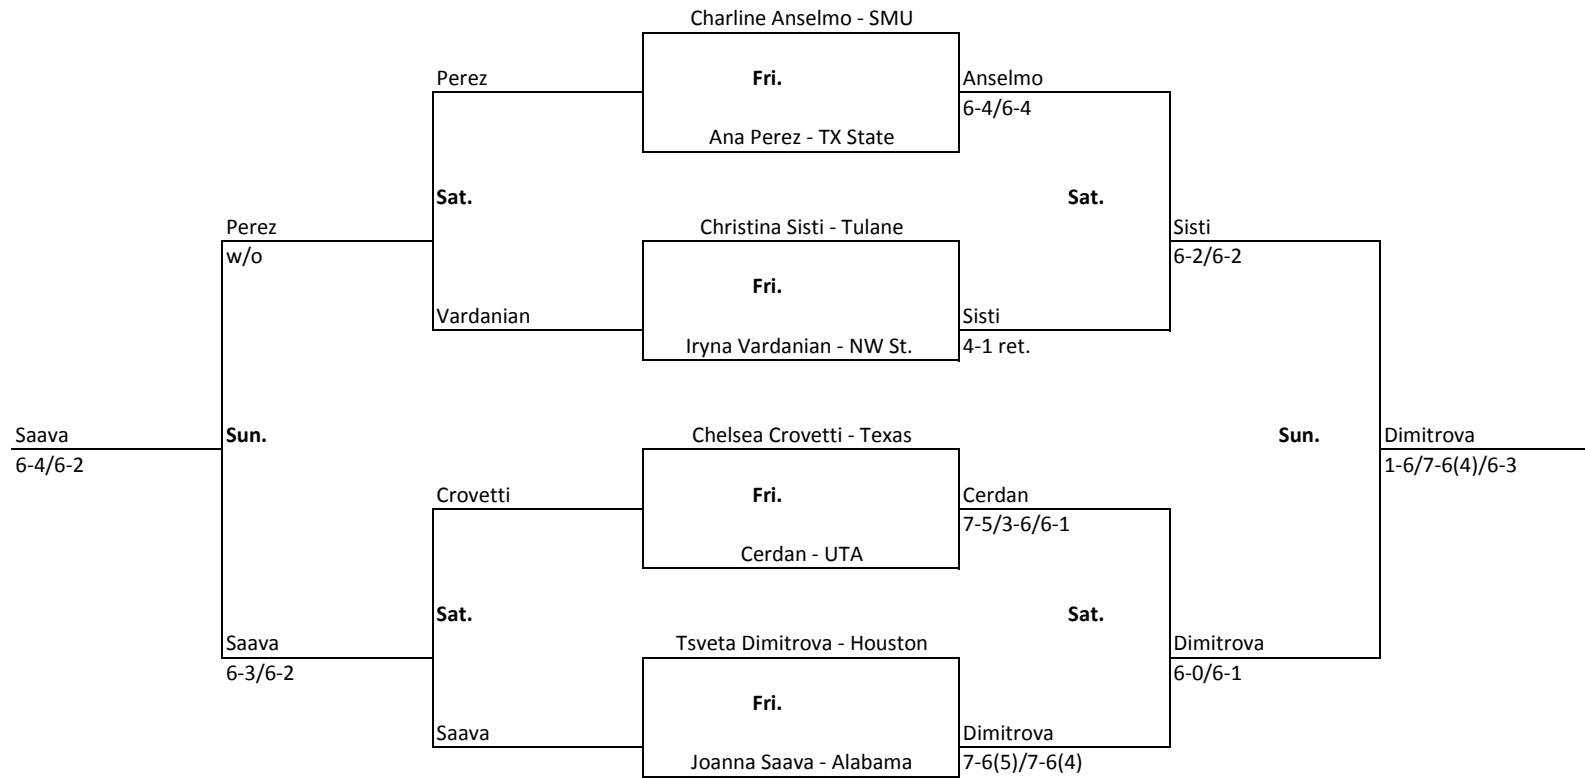 Charline Anselmo - SMU
Perez
Fri.
Anselmo
6-4/6-4
Ana Perez - TX State
Sat.
Sat.
Perez
Christina Sisti - Tulane
Sisti
w/o
6-2/6-2
Fri.
Vardanian
Sisti
Iryna Vardanian - NW St.
4-1 ret.
Saava
Sun.
Chelsea Crovetti - Texas
Sun.
Dimitrova
6-4/6-2
1-6/7-6(4)/6-3
Crovetti
Fri.
Cerdan
7-5/3-6/6-1
Cerdan - UTA
Sat.
Sat.
Saava
Tsveta Dimitrova - Houston
Dimitrova
6-3/6-2
6-0/6-1
Fri.
Saava
Dimitrova
Joanna Saava - Alabama
7-6(5)/7-6(4)